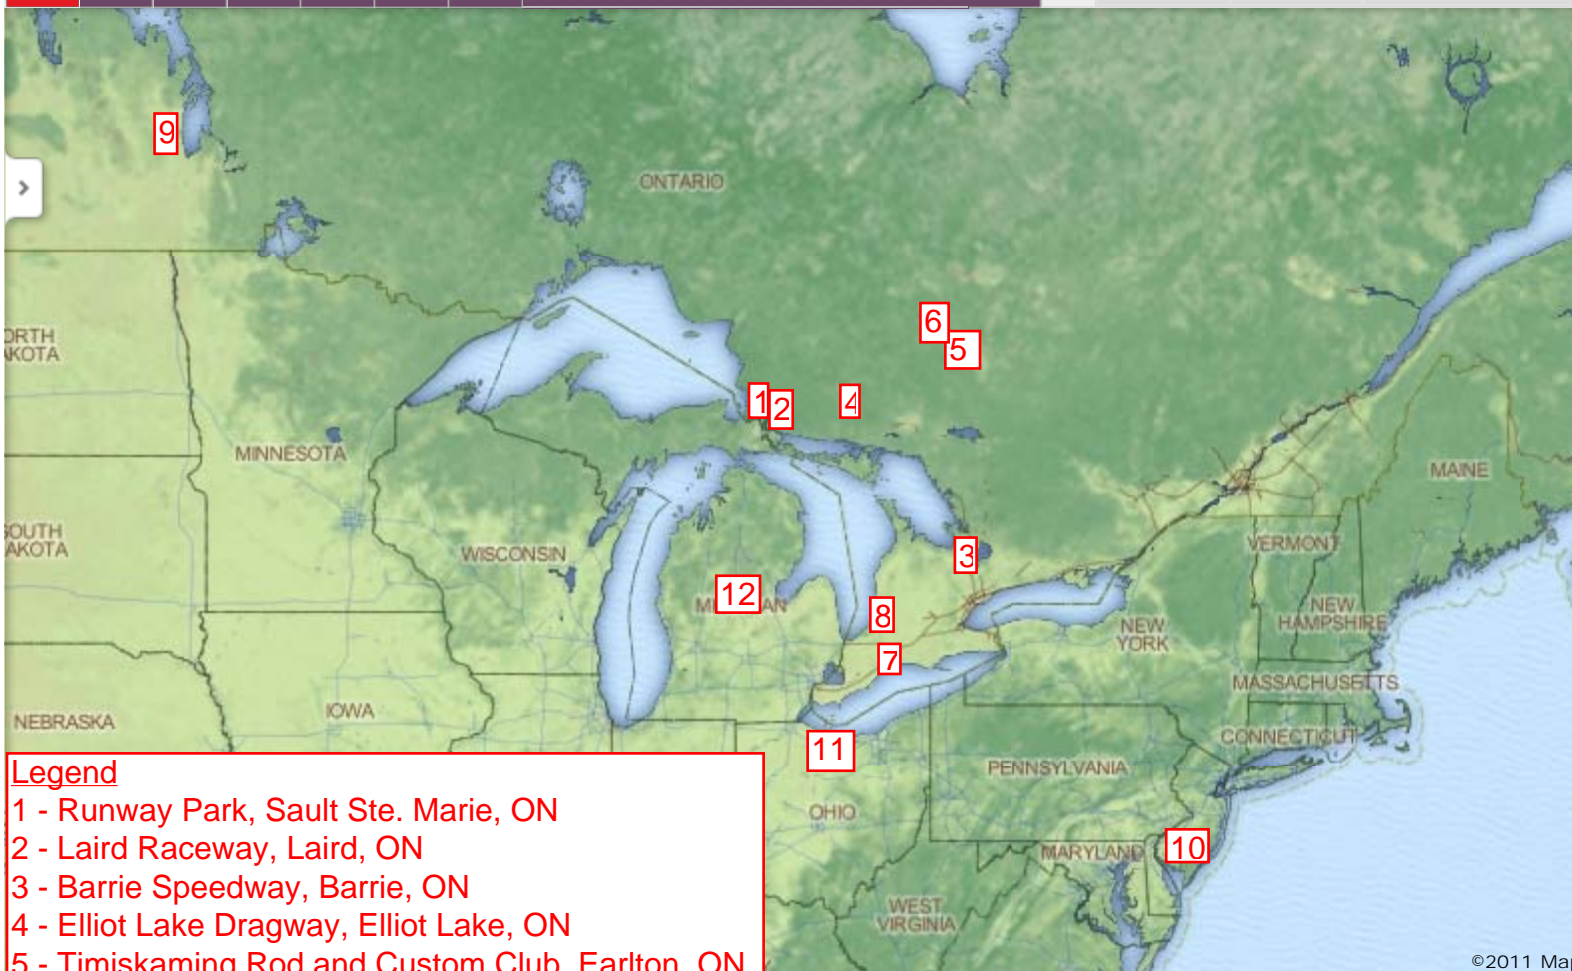 9
ONTARIO
ORTH
AKOTA
6
5
1
2
4
MINNESOTA
MAINE
SOUTH
AKOTA
WISCONSIN
VERMONT
3
12
8
NEW
HAMPSHIRE
NEW
YORK
7
MASSACHUSETTS
NEBRASKA
IOWA
CONNECTICUT
11
PENNSYLVANIA
OHIO
MARYLAND
10
WEST
VIRGINIA
Legend
1 - Runway Park, Sault Ste. Marie, ON
2 - Laird Raceway, Laird, ON
3 - Barrie Speedway, Barrie, ON
4 - Elliot Lake Dragway, Elliot Lake, ON
5 - Timiskaming Rod and Custom Club, Earlton, ON
©2011 Map